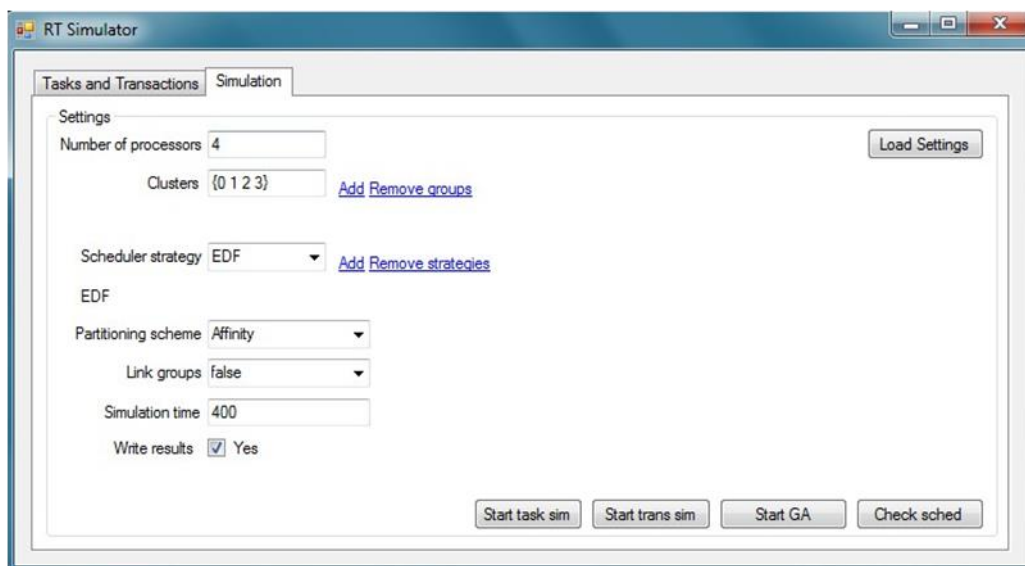 RT Simulator
Tasks and Transactions Simulation
Settings
Number of processors 4 Load Settings
Clusters {0 1 2 3} Add Remove groups
Scheduler strategy EDF Add Remove strategies
EDF
Partitioning scheme Affinity
Link groups false
Simulation time 400
Write results Yes
Start task sim Start trans sim Start GA Check sched